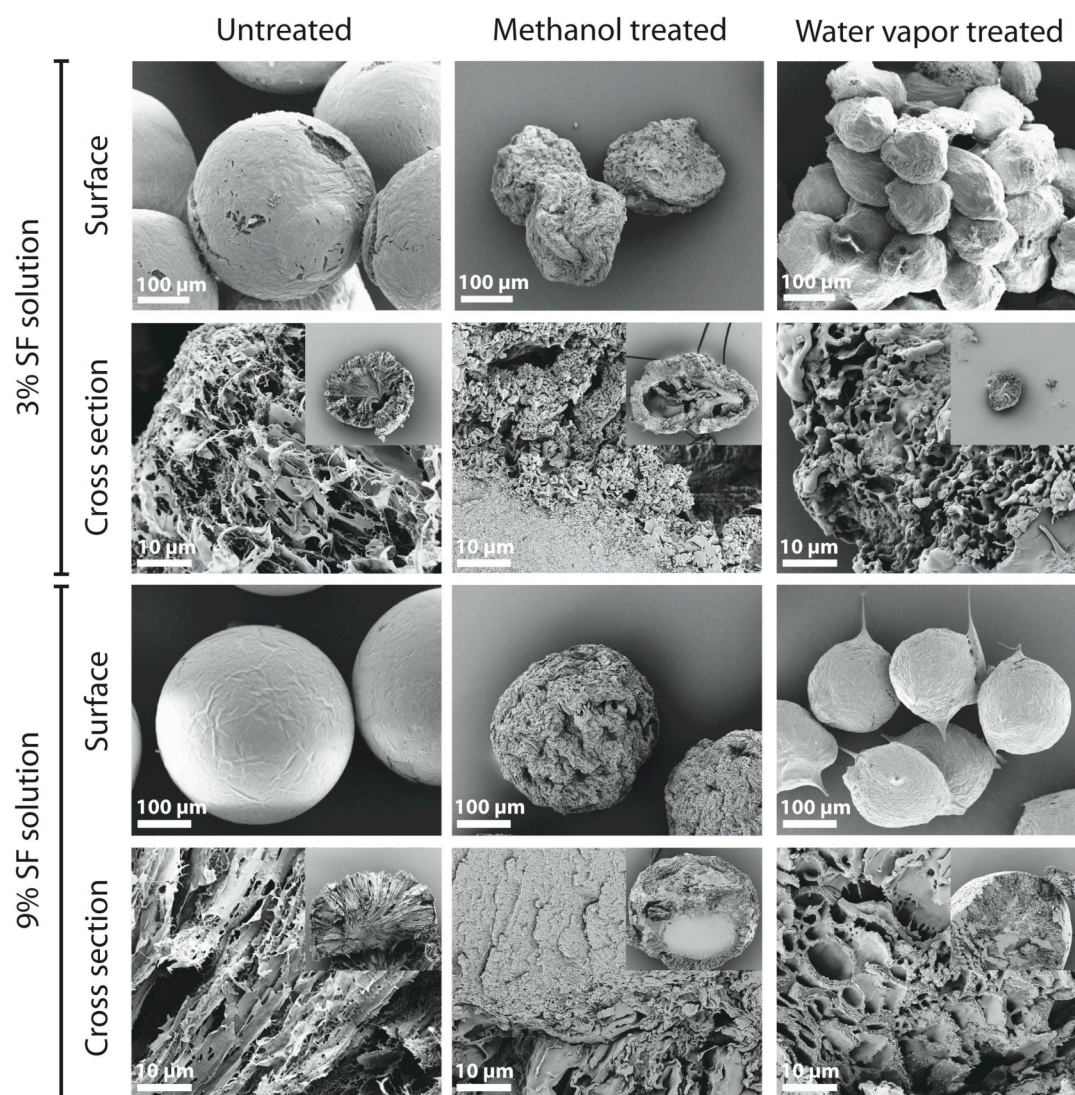 Untreated
Methanol treated
Water vapor treated
3% SF solution
Surface
100 µm
100 µm
100 µm
Cross section
10 µm
10 µm
10 µm
9% SF solution
Surface
100 µm
100 µm
100 µm
Cross section
10 µm
10 µm
10 µm